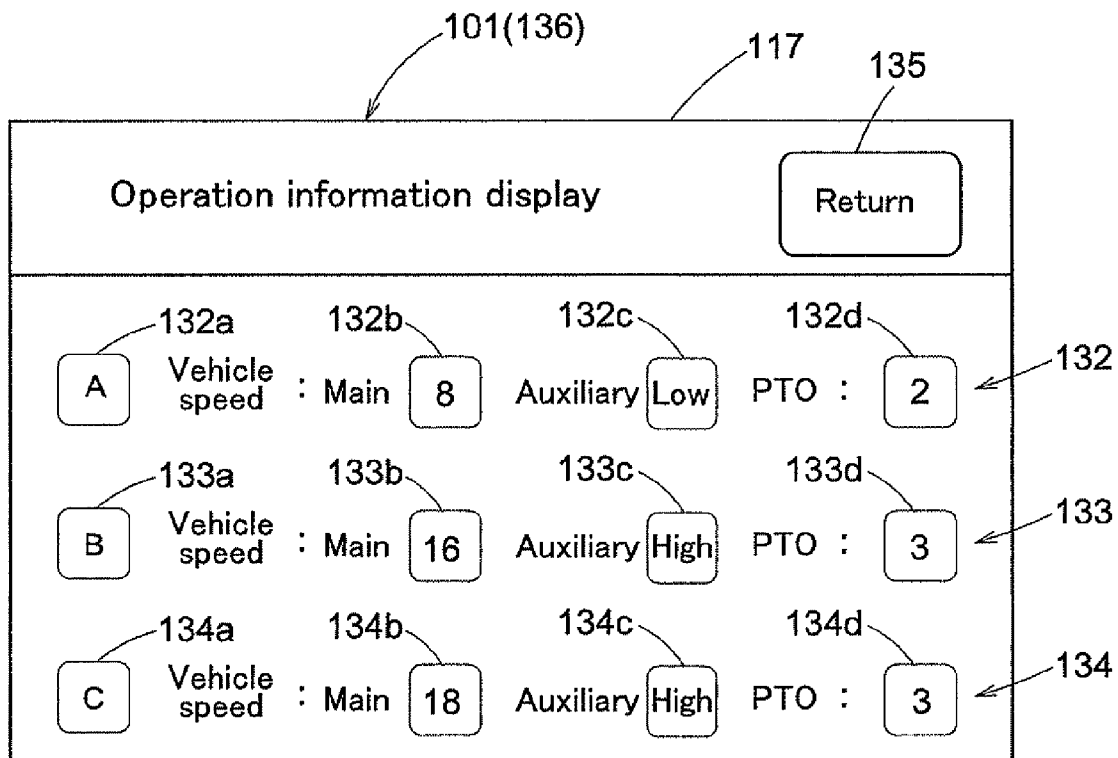 101(136)
117
135
Operation information display
Return
132a 132b 132c 132d
132
A Vehicle speed : Main 8 Auxiliary Low PTO : 2
133a 133b 133c 133d
133
B Vehicle speed : Main 16 Auxiliary High PTO : 3
134a 134b 134c 134d
134
C Vehicle speed : Main 18 Auxiliary High PTO : 3